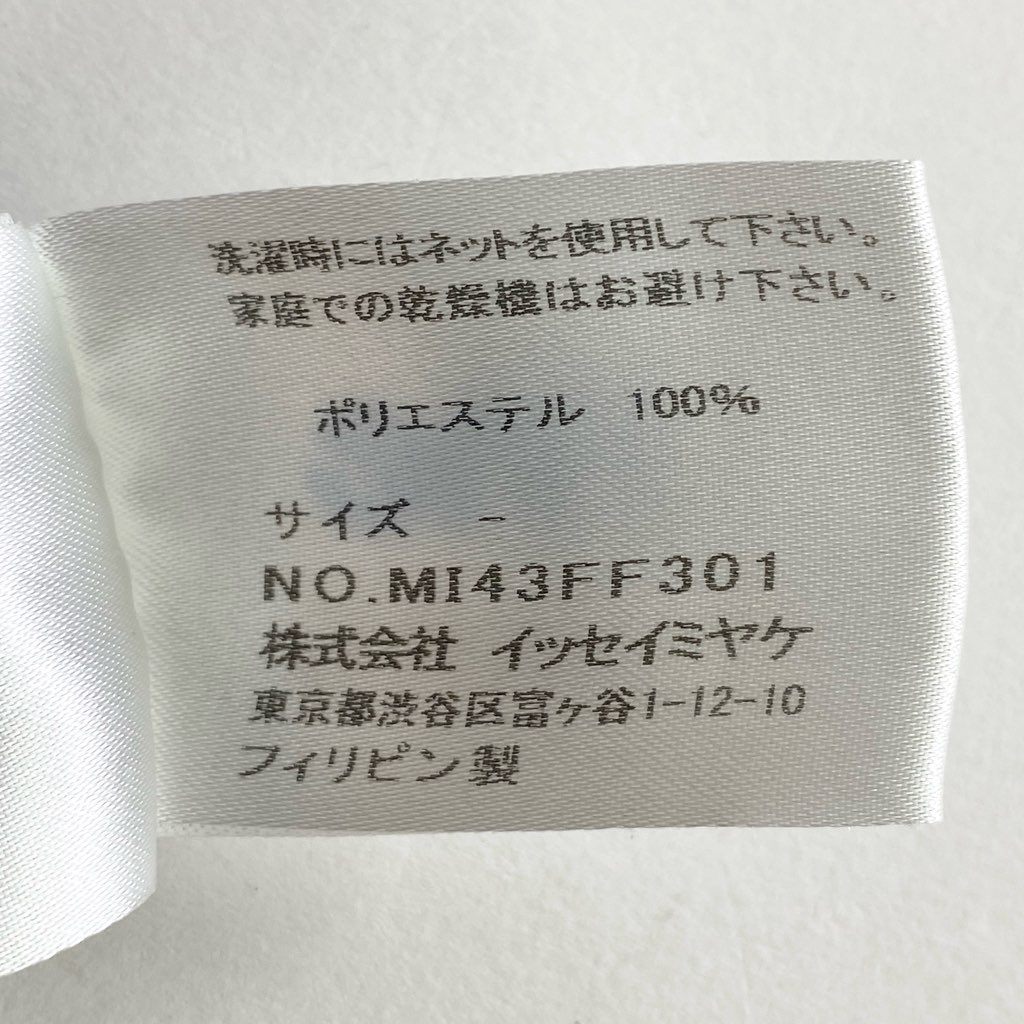 洗濯時にはネットを使用して下さい。
家庭での乾燥機はお避け下さい。
ポリエステル 100%
サイズ -
NO.MI43FF301
株式会社 イッセイミヤケ
東京都渋谷区富ヶ谷1-12-10
フィリピン製